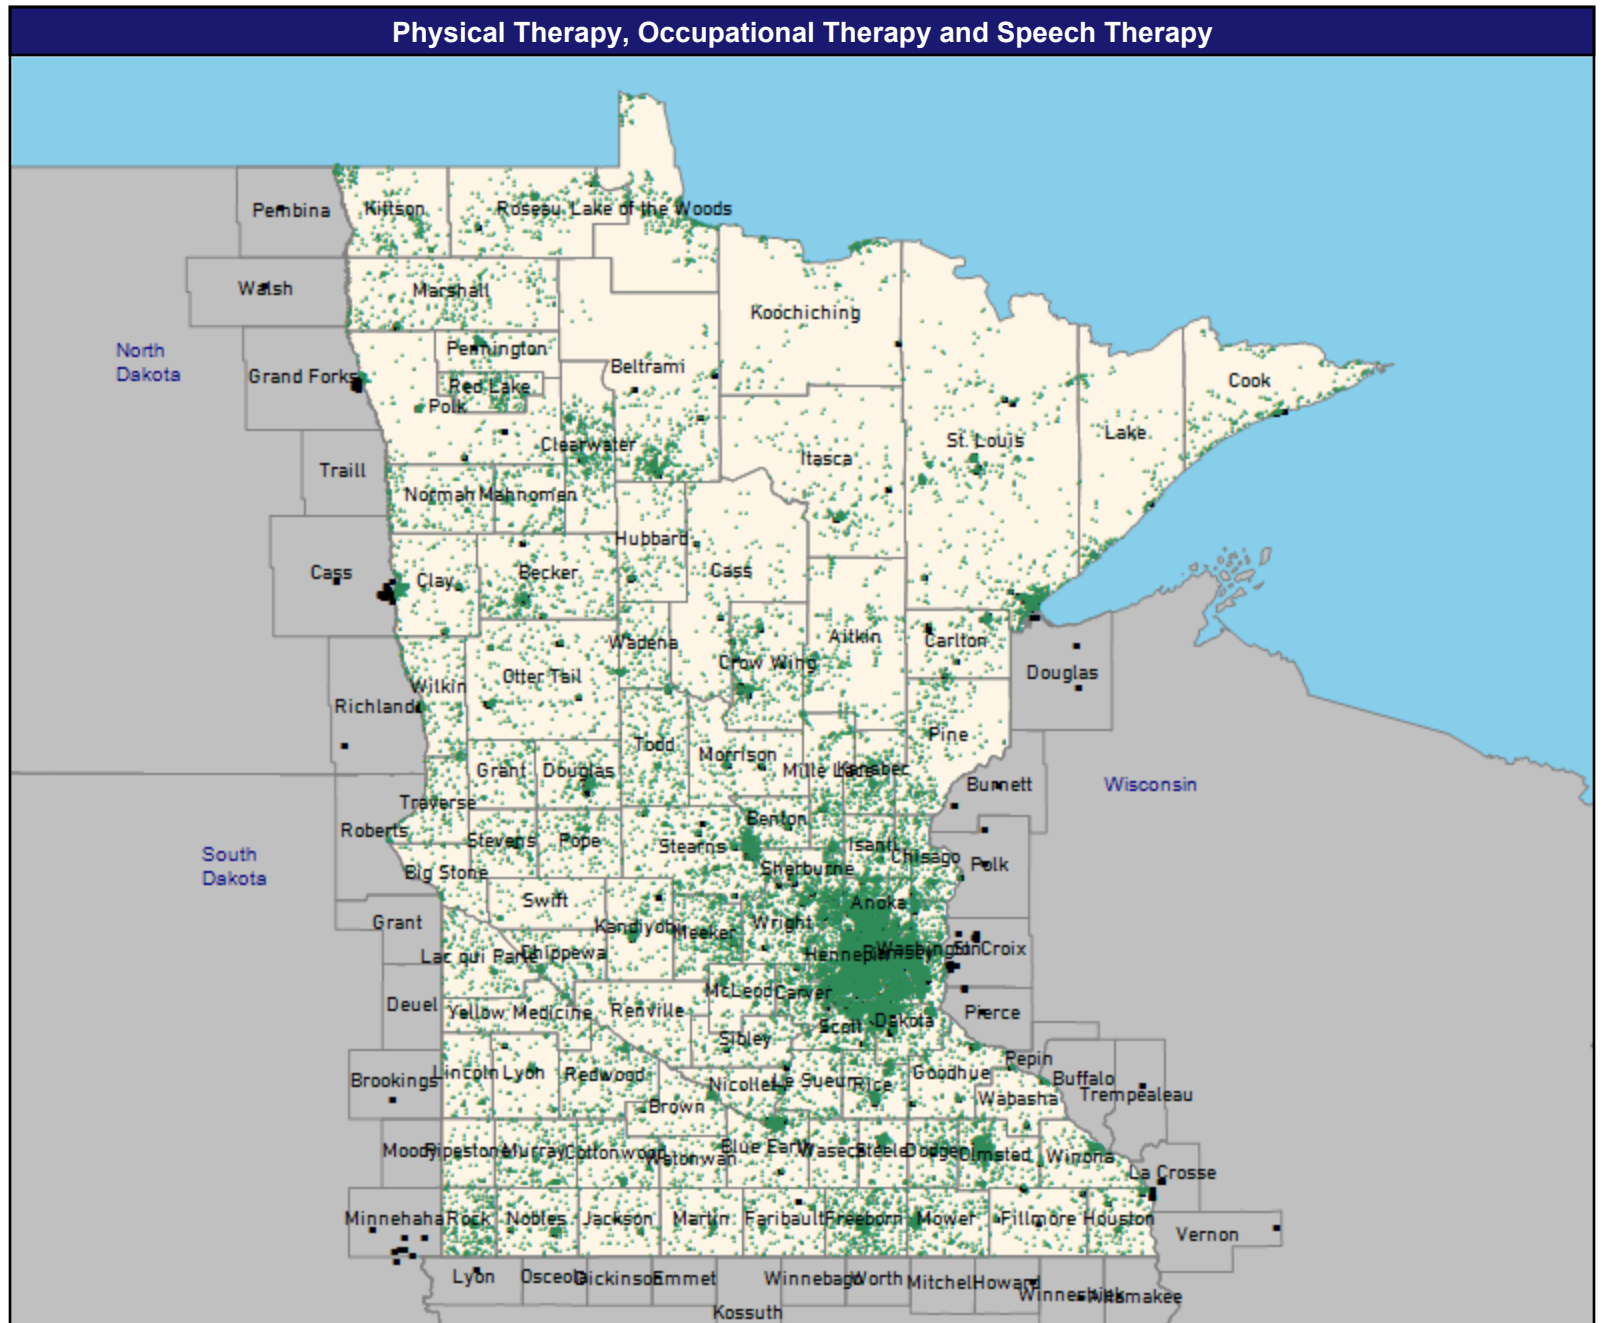 Physical Therapy, Occupational Therapy and Speech Therapy
Pembina
Kittson
Roseau
Lake of the Woods
Walsh
Marshall
Koochiching
North
Dakota
Pennington
Beltrami
Grand Forks
Red Lake
Cook
Polk
Lake
Clearwater
St. Louis
Itasca
Traill
Norman
Mahnomen
Hubbard
Cass
Clay
Becker
Cass
Wadena
Aitkin
Carlton
Crow Wing
Otter Tail
Douglas
Wilkin
Richland
Pine
Todd
Morrison
Grant
Douglas
Mille Lacs
Kanabec
Burnett
Wisconsin
Traverse
Roberts
Stevens
Pope
Benton
Stearns
Isanti
Chisago
South
Dakota
Big Stone
Sherburne
Polk
Swift
Anoka
Grant
Kandiyohi
Meeker
Wright
Lac qui Parle
Chippewa
Hennepin
Ramsey
Washington
St. Croix
McLeod
Carver
Deuel
Yellow Medicine
Renville
Pierce
Scott
Dakota
Sibley
Pepin
Brookings
Lincoln
Lyon
Redwood
Nicollet
Le Sueur
Rice
Goodhue
Buffalo
Trempealeau
Wabasha
Brown
Moody
Pipestone
Murray
Cottonwood
Watonwan
Blue Earth
Waseca
Steele
Dodge
Olmsted
Winona
La Crosse
Minnehaha
Rock
Nobles
Jackson
Martin
Faribault
Freeborn
Mower
Fillmore
Houston
Vernon
Lyon
Osceola
Dickinson
Emmet
Winnebago
Worth
Mitchell
Howard
Winneshiek
Allamakee
Kossuth